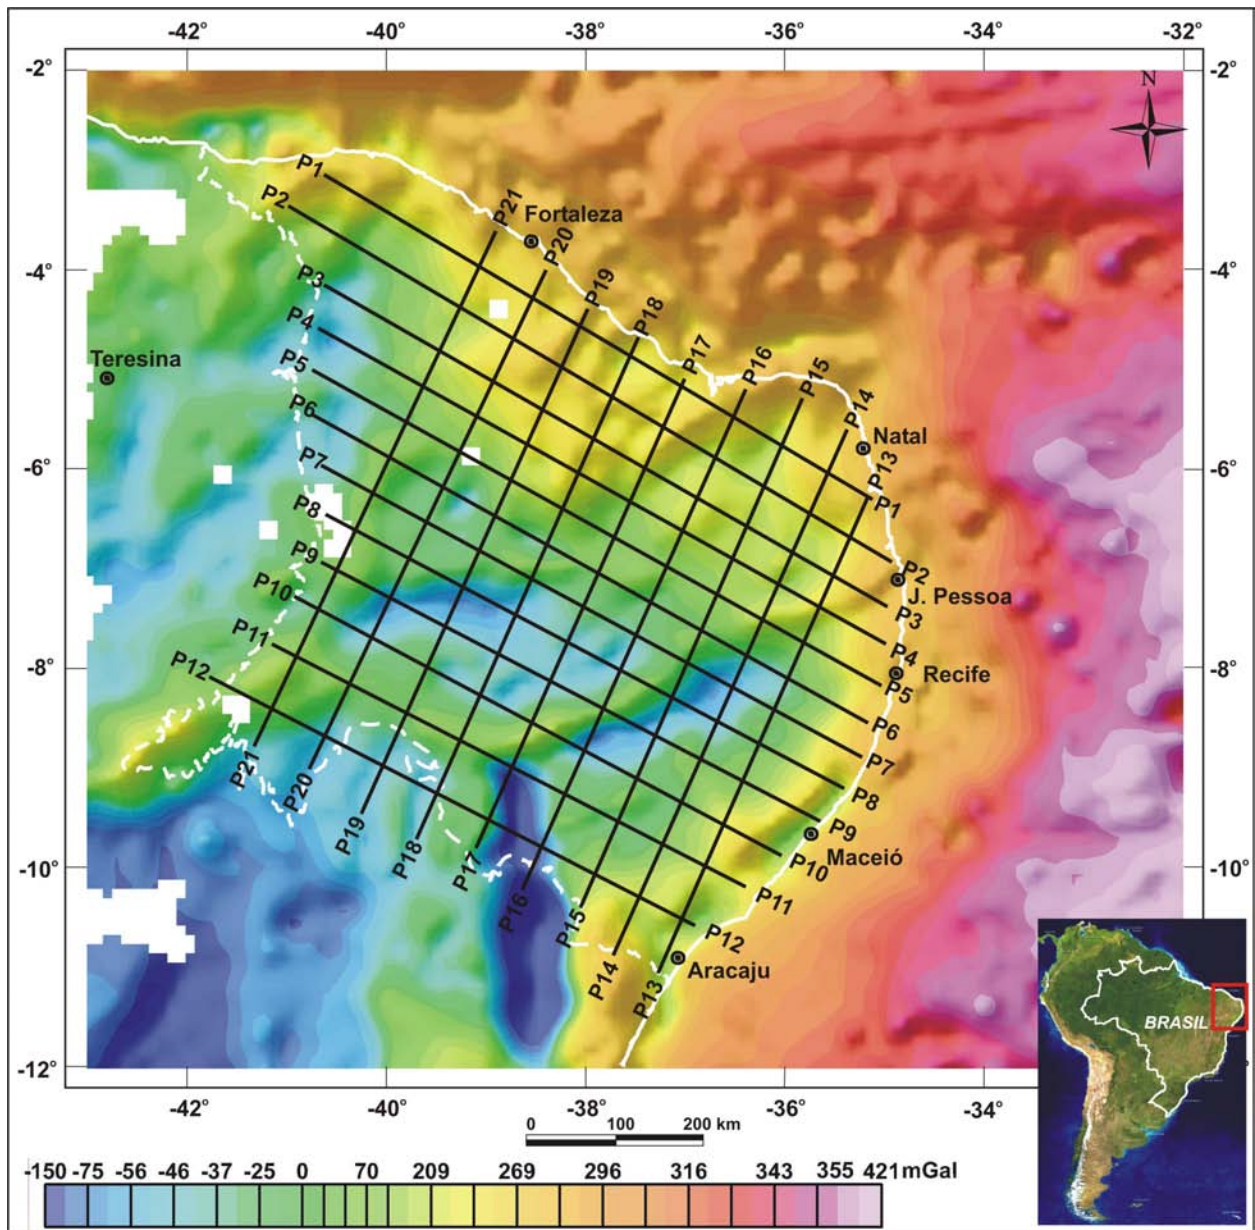 -42° -40° -38° -36° -34° -32°
-2° -2°
N
P1
P2
P21
Fortaleza
P20
-4° -4°
P3
P19
P4
P18
Teresina
P5
P17
P16
P15
P6
P14
Natal
-6° -6°
P7
P13
P8
P1
P9
P2
P10
J. Pessoa
P3
P11
P4
-8° P12 Recife -8°
P5
P6
P21
P7
P20
P8
P19
P9
P18
Maceió
-10° P17 P10 -10°
P16
P11
P15
P12
P14
Aracaju
P13
BRASIL
-12°
-42° -40° -38° -36° -34°
0 100 200 km
-150 -75 -56 -46 -37 -25 0 70 209 269 296 316 343 355 421 mGal